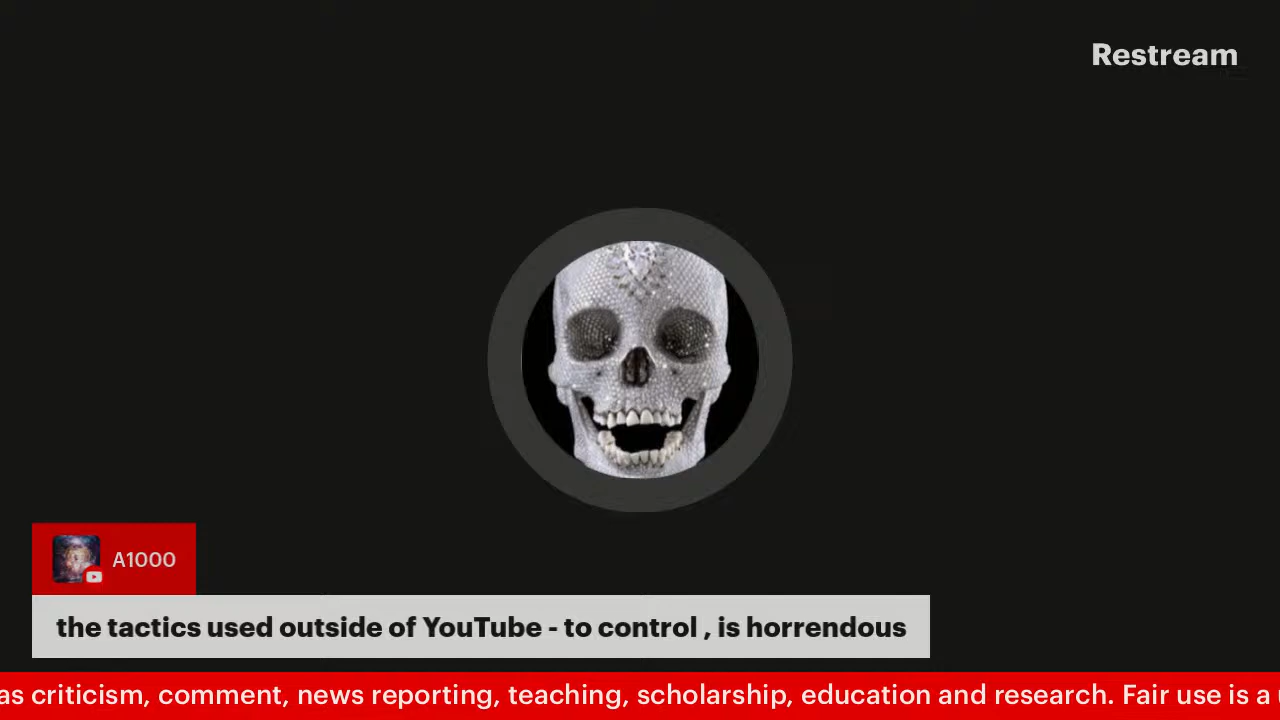 Restream
A1000
the tactics used outside of YouTube - to control , is horrendous
as criticism, comment, news reporting, teaching, scholarship, education and research. Fair use is a